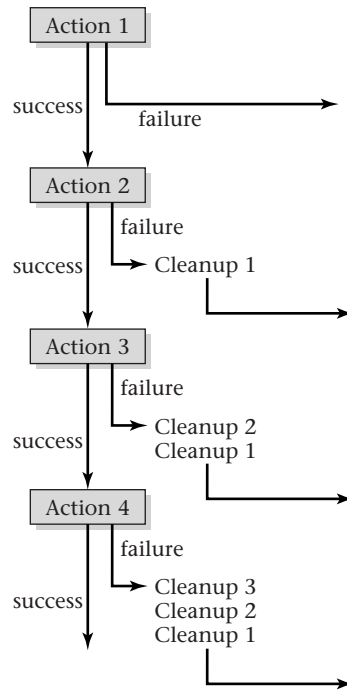 Action 1
success
failure
Action 2
failure
success
Cleanup 1
Action 3
failure
success
Cleanup 2
Cleanup 1
Action 4
failure
success
Cleanup 3
Cleanup 2
Cleanup 1